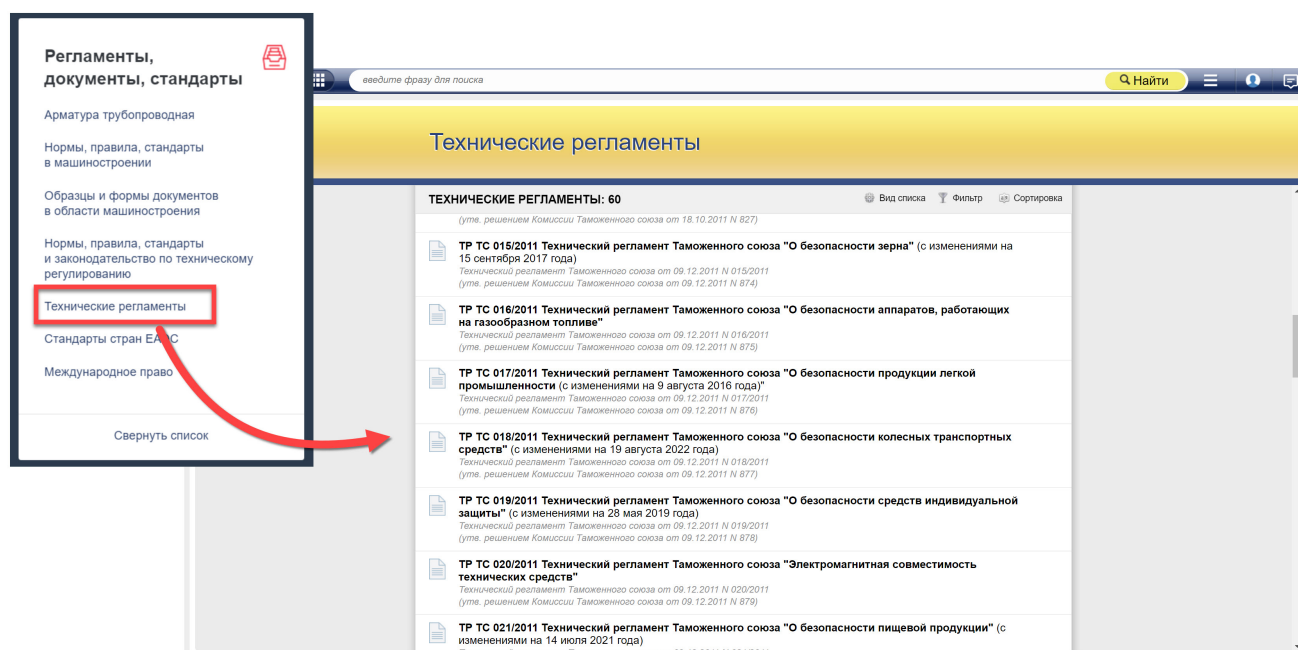 Регламенты,
документы, стандарты
Арматура трубопроводная
Нормы, правила, стандарты
в машиностроении
Образцы и формы документов
в области машиностроения
Нормы, правила, стандарты
и законодательство по техническому
регулированию
Технические регламенты
Стандарты стран
Международное право
Свернуть список
введите фразу для поиска
Найти
Технические регламенты
ТЕХНИЧЕСКИЕ РЕГЛАМЕНТЫ: 60
Вид списка Фильтр Сортировка
(утв. решением Комиссии Таможенного союза от 18.10.2011 N 827)
ТР ТС 015/2011 Технический регламент Таможенного союза "О безопасности зерна" (с изменениями на
15 сентября 2017 года)
Технический регламент Таможенного союза от 09.12.2011 N 015/2011
(утв. решением Комиссии Таможенного союза от 09.12.2011 N 874)
ТР ТС 016/2011 Технический регламент Таможенного союза "О безопасности аппаратов, работающих
на газообразном топливе"
Технический регламент Таможенного союза от 09.12.2011 N 016/2011
(утв. решением Комиссии Таможенного союза от 09.12.2011 N 875)
ТР ТС 017/2011 Технический регламент Таможенного союза "О безопасности продукции легкой
промышленности (с изменениями на 9 августа 2016 года)"
Технический регламент Таможенного союза от 09.12.2011 N 017/2011
(утв. решением Комиссии Таможенного союза от 09.12.2011 N 876)
ТР ТС 018/2011 Технический регламент Таможенного союза "О безопасности колесных транспортных
средств" (с изменениями на 19 августа 2022 года)
Технический регламент Таможенного союза от 09.12.2011 N 018/2011
(утв. решением Комиссии Таможенного союза от 09.12.2011 N 877)
ТР ТС 019/2011 Технический регламент Таможенного союза "О безопасности средств индивидуальной
защиты" (с изменениями на 28 мая 2019 года)
Технический регламент Таможенного союза от 09.12.2011 N 019/2011
(утв. решением Комиссии Таможенного союза от 09.12.2011 N 878)
ТР ТС 020/2011 Технический регламент Таможенного союза "Электромагнитная совместимость
технических средств"
Технический регламент Таможенного союза от 09.12.2011 N 020/2011
(утв. решением Комиссии Таможенного союза от 09.12.2011 N 879)
ТР ТС 021/2011 Технический регламент Таможенного союза "О безопасности пищевой продукции" (с
изменениями на 14 июля 2021 года)